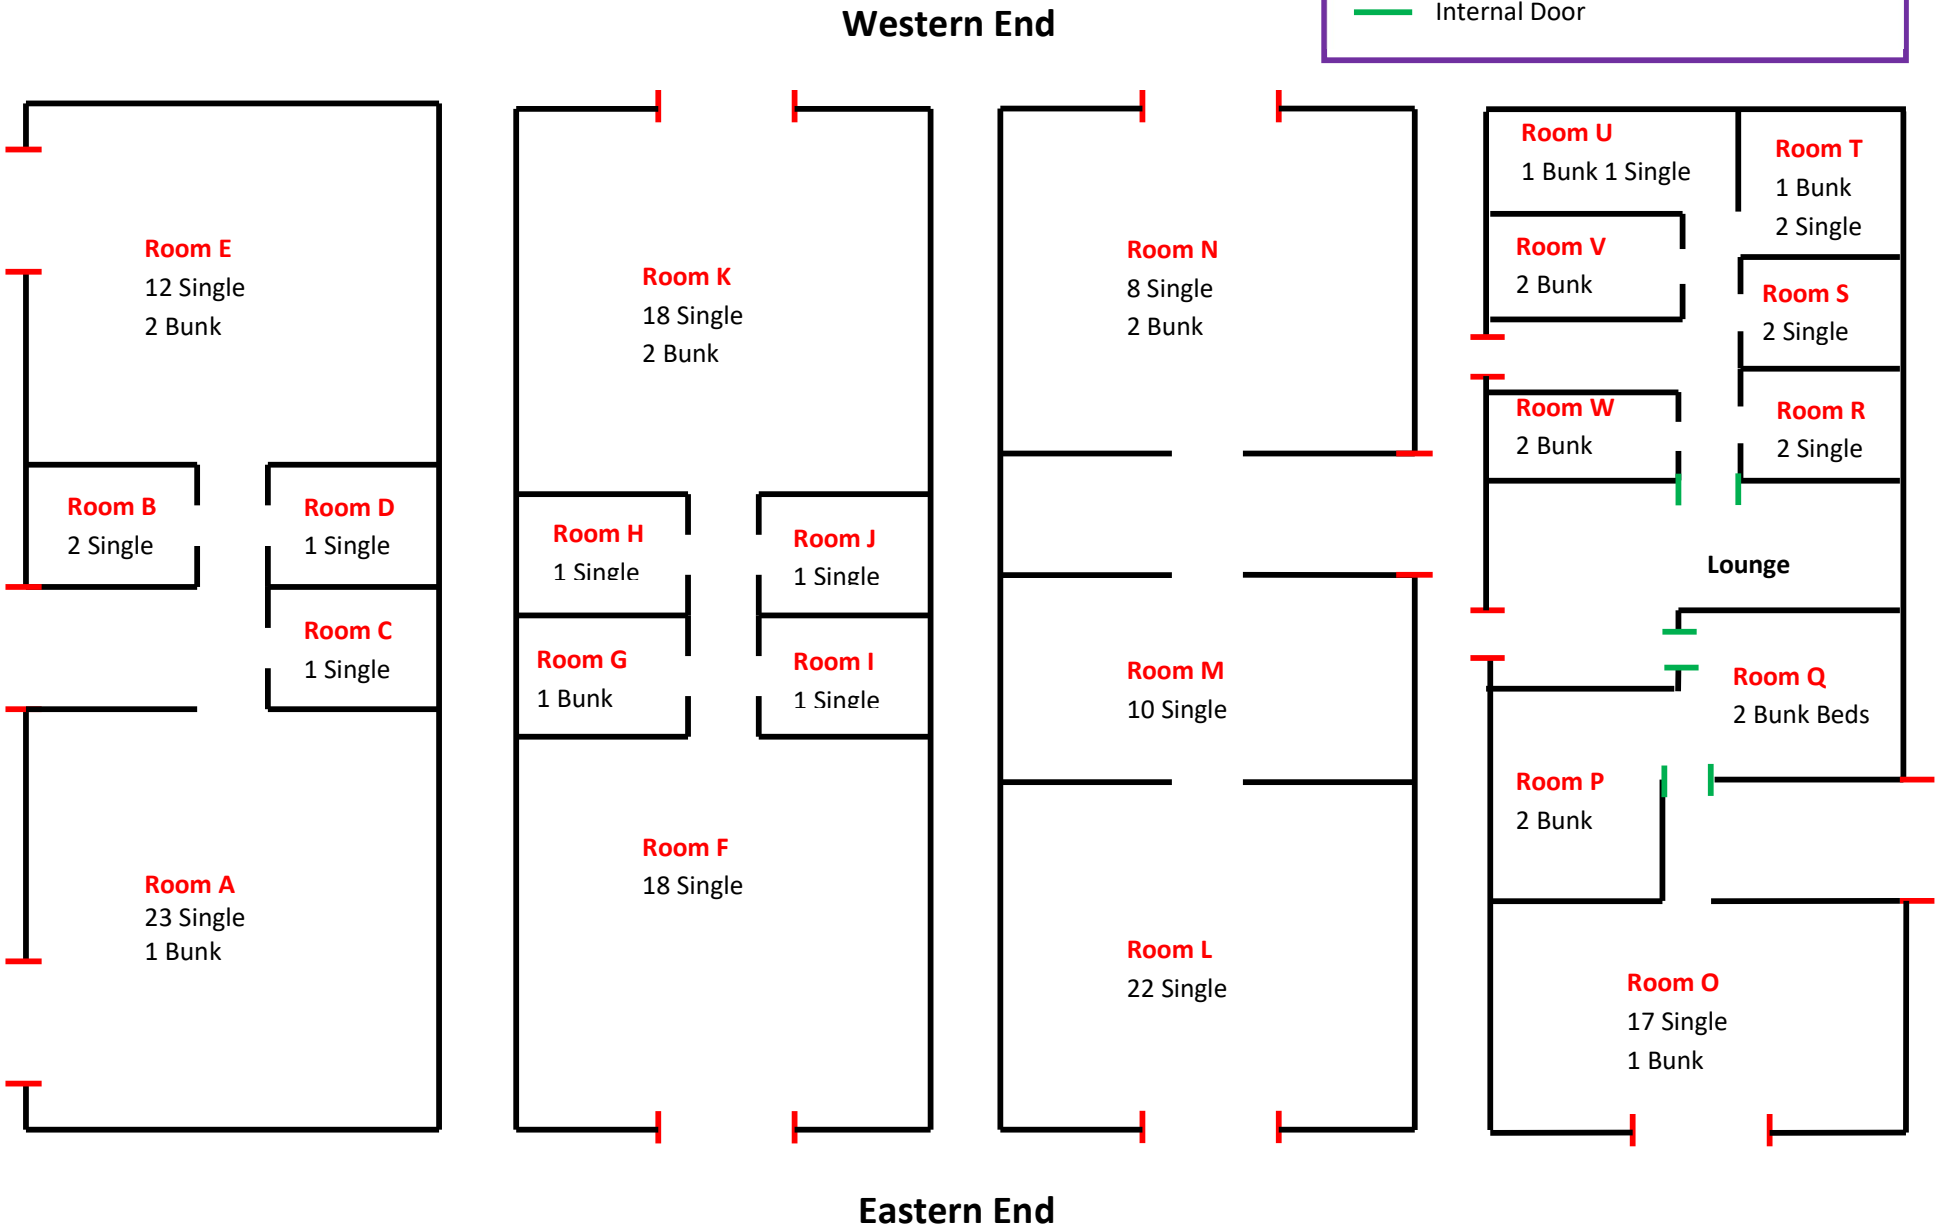 Internal Door
Western End
Room E
12 Single
2 Bunk
Room B
2 Single
Room D
1 Single
Room C
1 Single
Room A
23 Single
1 Bunk
Room K
18 Single
2 Bunk
Room H
1 Single
Room J
1 Single
Room G
1 Bunk
Room I
1 Single
Room F
18 Single
Room N
8 Single
2 Bunk
Room M
10 Single
Room L
22 Single
Room U
1 Bunk 1 Single
Room T
1 Bunk
2 Single
Room V
2 Bunk
Room S
2 Single
Room W
2 Bunk
Room R
2 Single
Lounge
Room Q
2 Bunk Beds
Room P
2 Bunk
Room O
17 Single
1 Bunk
Eastern End